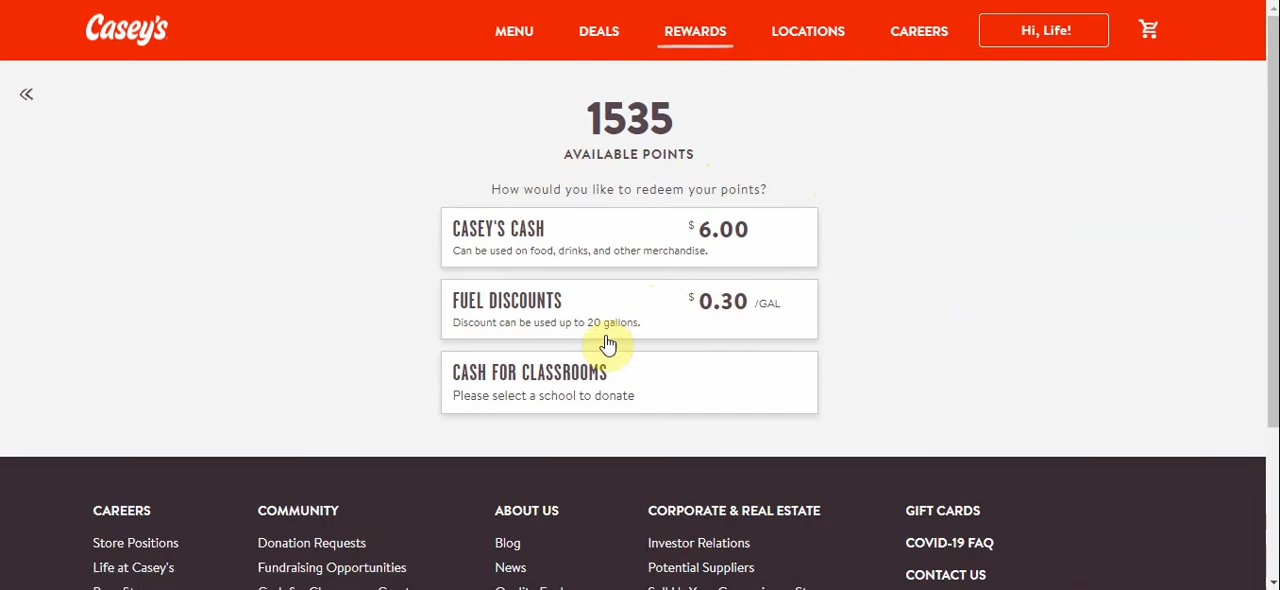 Casey's
MENU DEALS REWARDS LOCATIONS CAREERS Hi, Life!
1535
AVAILABLE POINTS
How would you like to redeem your points?
CASEY'S CASH $ 6.00
Can be used on food, drinks, and other merchandise.
FUEL DISCOUNTS $ 0.30 /GAL
Discount can be used up to 20 gallons.
CASH FOR CLASSROOMS
Please select a school to donate
CAREERS COMMUNITY ABOUT US CORPORATE & REAL ESTATE GIFT CARDS
Store Positions Donation Requests Blog Investor Relations COVID-19 FAQ
Life at Casey's Fundraising Opportunities News Potential Suppliers CONTACT US